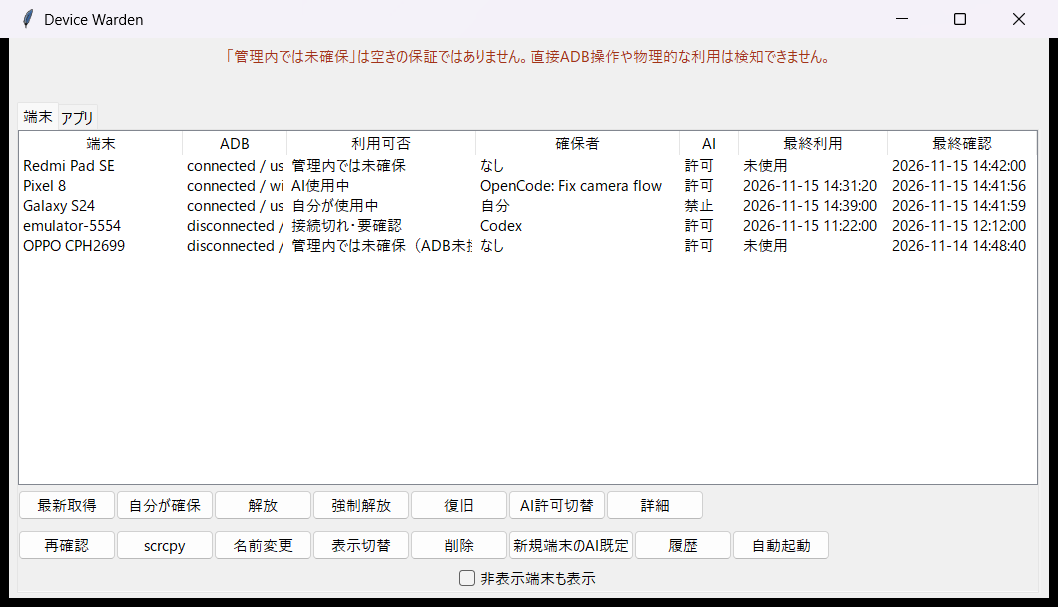 Device Warden
「管理内では未確保」は空きの保証ではありません。直接ADB操作や物理的な利用は検知できません。
端末 アプリ
端末 ADB 利用可否 確保者 AI 最終利用 最終確認
Redmi Pad SE connected / us 管理内では未確保 なし 許可 未使用 2026-11-15 14:42:00
Pixel 8 connected / wi AI使用中 OpenCode: Fix camera flow 許可 2026-11-15 14:31:20 2026-11-15 14:41:56
Galaxy S24 connected / us 自分が使用中 自分 禁止 2026-11-15 14:39:00 2026-11-15 14:41:59
emulator-5554 disconnected / 接続切れ・要確認 Codex 許可 2026-11-15 11:22:00 2026-11-15 12:12:00
OPPO CPH2699 disconnected / 管理内では未確保（ADB未接 なし 許可 未使用 2026-11-14 14:48:40
最新取得 自分が確保 解放 強制解放 復旧 AI許可切替 詳細
再確認 scrcpy 名前変更 表示切替 削除 新規端末のAI既定 履歴 自動起動
非表示端末も表示